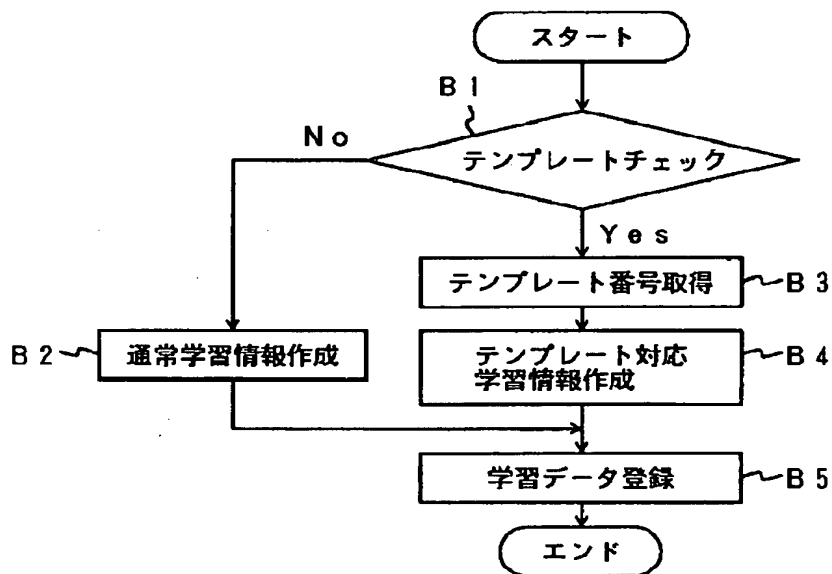 スタート
B1
No
テンプレートチェック
Yes
テンプレート番号取得
B3
B2
通常学習情報作成
テンプレート対応
学習情報作成
B4
学習データ登録
B5
エンド